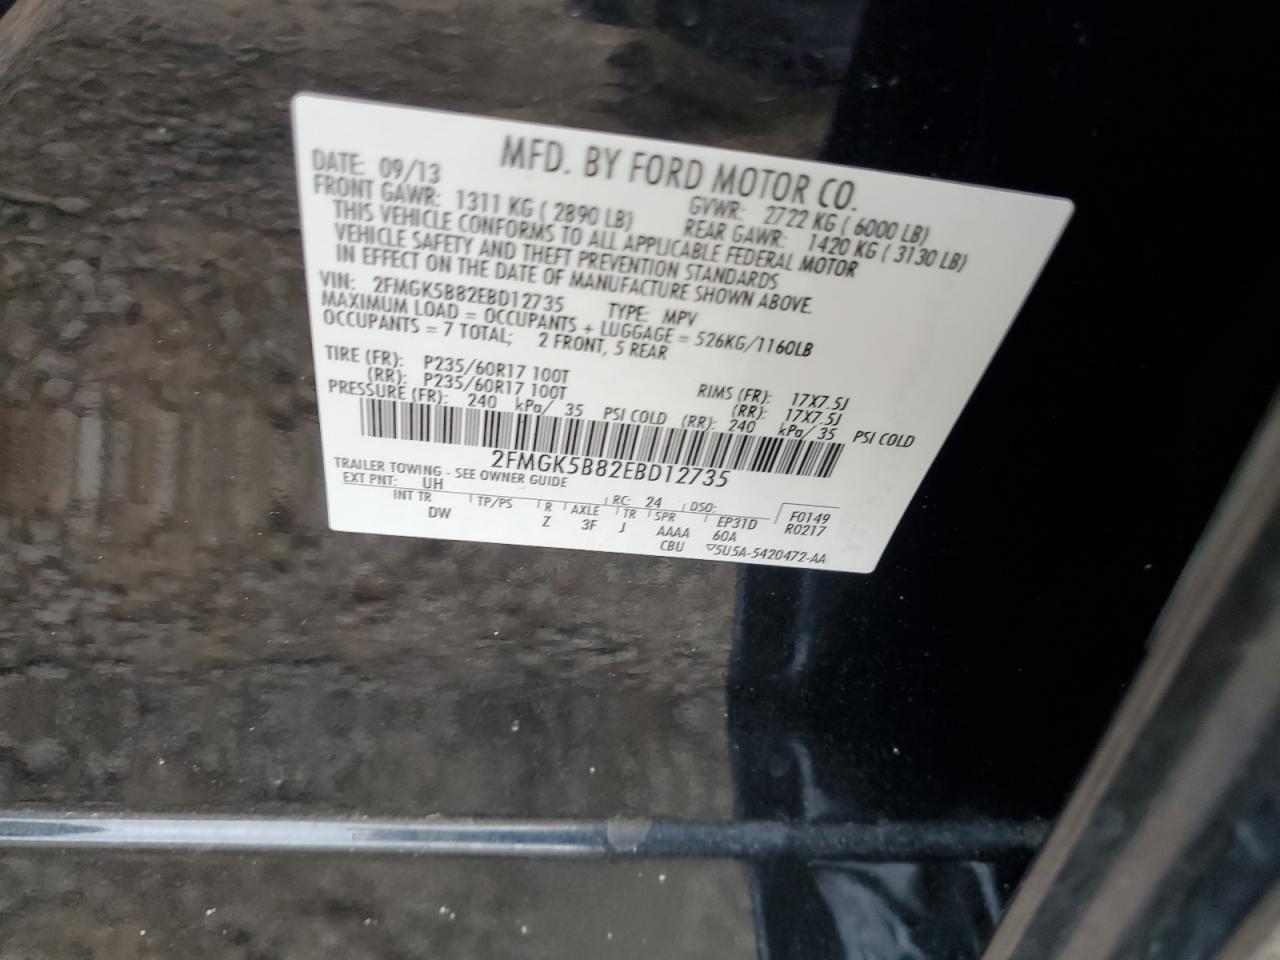 MFD. BY FORD MOTOR CO.
DATE: 09/13 GVWR: 2722 KG ( 6000 LB)
FRONT GAWR: 1311 KG ( 2890 LB) REAR GAWR: 1420 KG ( 3130 LB)
THIS VEHICLE CONFORMS TO ALL APPLICABLE FEDERAL MOTOR
VEHICLE SAFETY AND THEFT PREVENTION STANDARDS
IN EFFECT ON THE DATE OF MANUFACTURE SHOWN ABOVE.
VIN: 2FMGK5B82EBD12735 TYPE: MPV
MAXIMUM LOAD = OCCUPANTS + LUGGAGE = 526KG/1160LB
OCCUPANTS = 7 TOTAL; 2 FRONT, 5 REAR
TIRE (FR): P235/60R17 100T RIMS (FR): 17X7.5J
(RR): P235/60R17 100T (RR): 17X7.5J
PRESSURE (FR): 240 kPa/ 35 PSI COLD (RR): 240 kPa/ 35 PSI COLD
2FMGK5B82EBD12735
TRAILER TOWING - SEE OWNER GUIDE
EXT PNT: UH RC: 24 DSO: F0149
INT TR TP/PS R AXLE TR SPR EP31D R0217
DW Z 3F J AAAA 60A
CBU 5U5A-5420472-AA